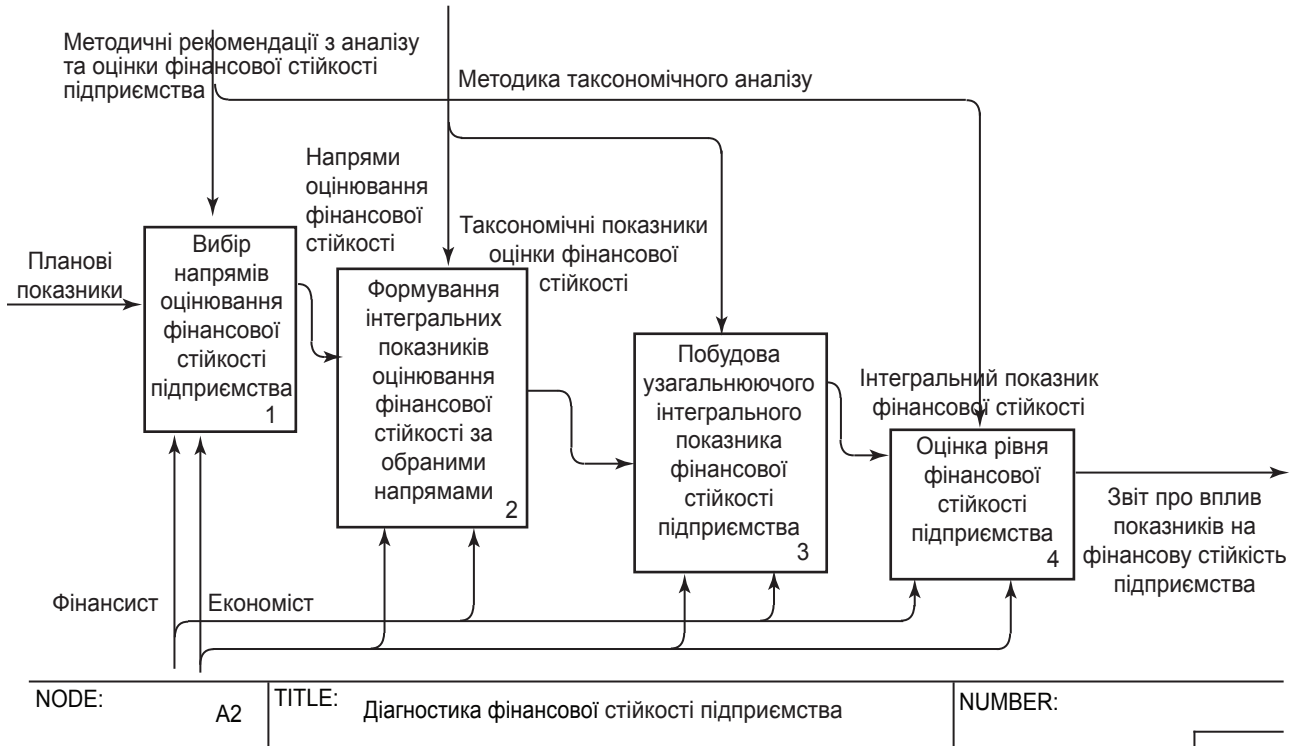 Методичні рекомендації з аналізу
та оцінки фінансової стійкості
підприємства
Методика таксономічного аналізу
Напрями
оцінювання
фінансової
стійкості
Таксономічні показники
оцінки фінансової
стійкості
Планові
показники
Вибір
напрямів
оцінювання
фінансової
стійкості
підприємства
1
Формування
інтегральних
показників
оцінювання
фінансової
стійкості за
обраними
напрямами
2
Побудова
узагальнюючого
інтегрального
показника
фінансової
стійкості
підприємства
3
Інтегральний показник
фінансової стійкості
Оцінка рівня
фінансової
стійкості
підприємства
4
Звіт про вплив
показників на
фінансову стійкість
підприємства
Фінансист
Економіст
NODE:
A2
TITLE:
Діагностика фінансової стійкості підприємства
NUMBER: